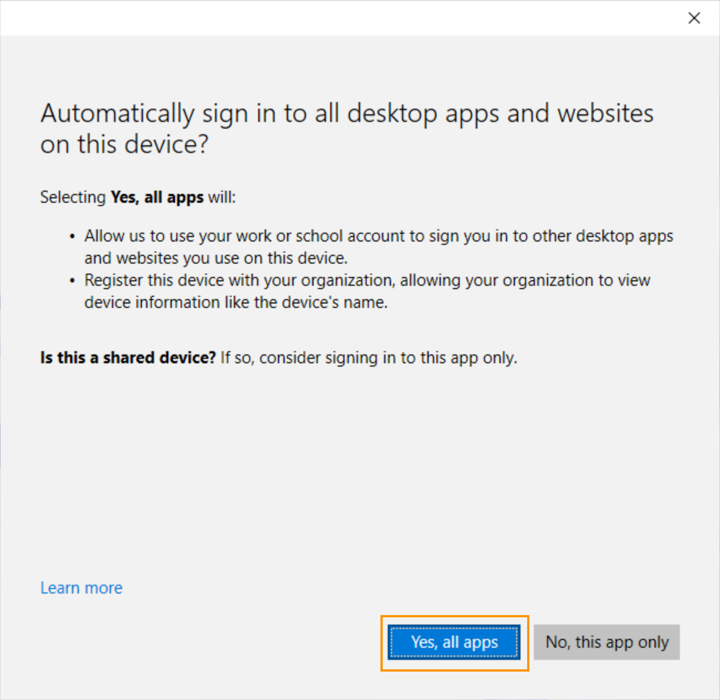 Automatically sign in to all desktop apps and websites
on this device?
Selecting Yes, all apps will:
• Allow us to use your work or school account to sign you in to other desktop apps
and websites you use on this device.
• Register this device with your organization, allowing your organization to view
device information like the device's name.
Is this a shared device? If so, consider signing in to this app only.
Learn more
Yes, all apps
No, this app only